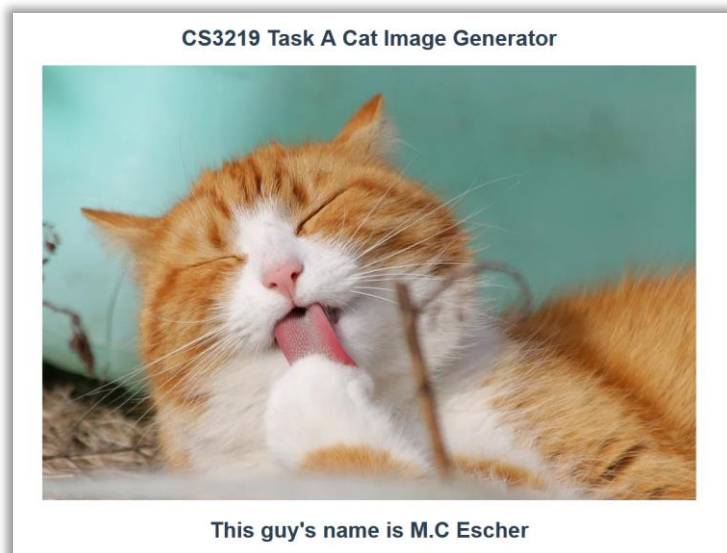 CS3219 Task A Cat Image Generator
This guy's name is M.C Escher